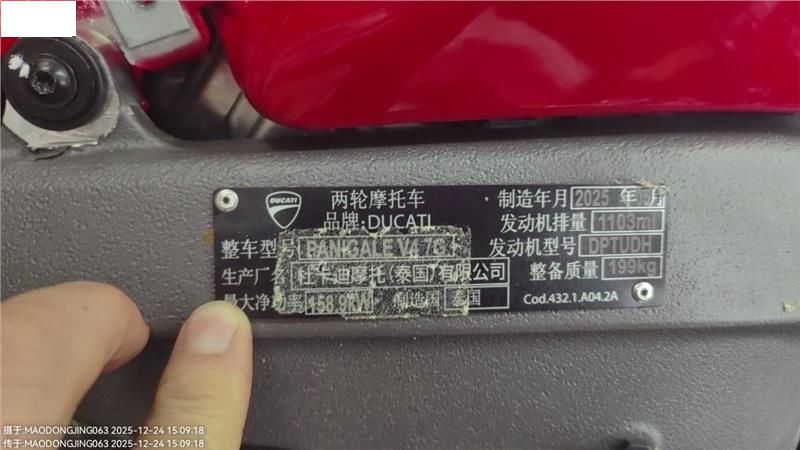 DUCATI
两轮摩托车
制造年月 2025 年 月
品牌:DUCATI
发动机排量 1103ml
整车型号 PANIGALE V4 7G
发动机型号 DPTUDH
生产厂名 杜卡迪摩托(泰国)有限公司
整备质量 199kg
最大净功率 158.9KW 制造国 泰国
Cod.432.1.A04.2A
摄于:MAODONGJING063 2025-12-24 15:09:18
传于:MAODONGJING063 2025-12-24 15:09:18